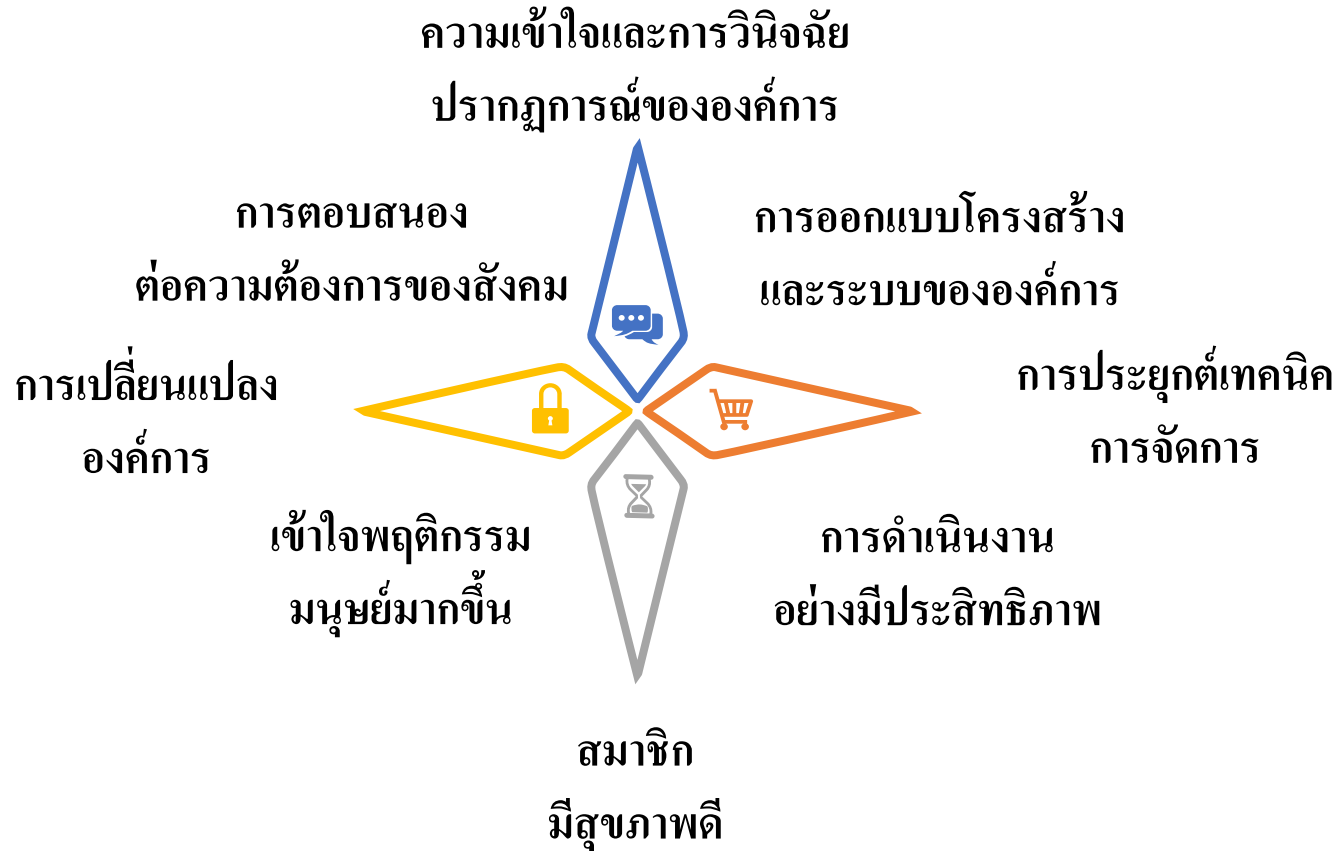 ความเข้าใจและการวินิจฉัย
ปรากฏการณ์ขององค์การ
การตอบสนอง
ต่อความต้องการของสังคม
การออกแบบโครงสร้าง
และระบบขององค์การ
การเปลี่ยนแปลง
องค์การ
การประยุกต์เทคนิค
การจัดการ
เข้าใจพฤติกรรม
มนุษย์มากขึ้น
การดำเนินงาน
อย่างมีประสิทธิภาพ
สมาชิก
มีสุขภาพดี